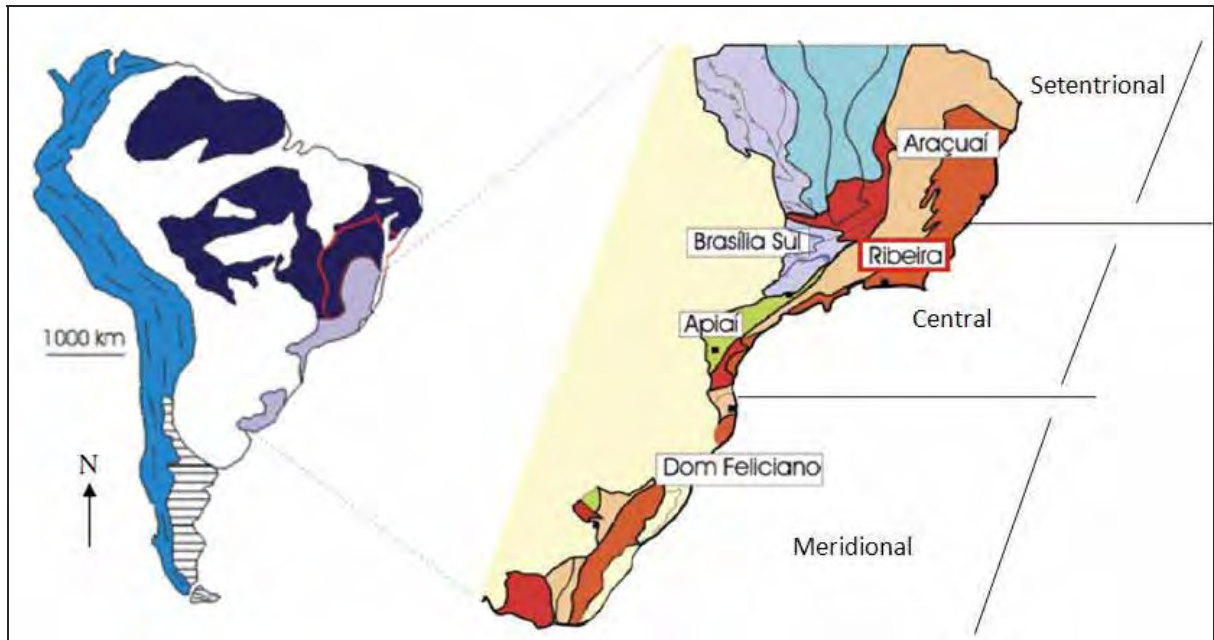 1000 km
N
Setentrional
Araçuaí
Brasília Sul
Ribeira
Central
Apiaí
Dom Feliciano
Meridional